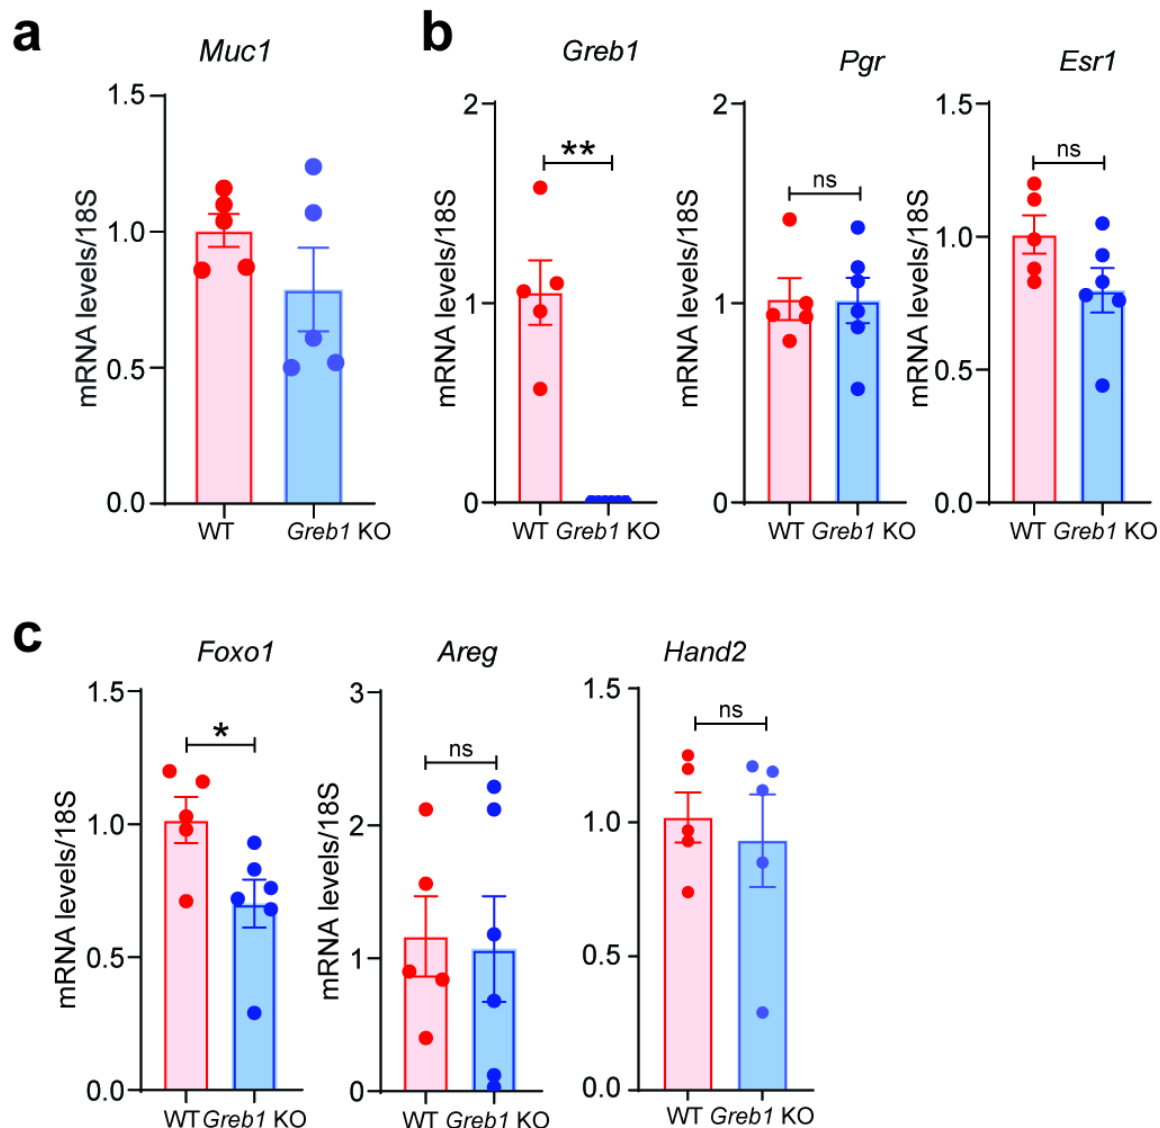 a
b
Muc1
Greb1
Pgr
Esr1
1.5
1.0
0.5
0.0
mRNA levels/18S
WT
Greb1 KO
2
1
0
mRNA levels/18S
**
WT Greb1 KO
2
1
0
mRNA levels/18S
ns
WT Greb1 KO
1.5
1.0
0.5
0.0
mRNA levels/18S
ns
WT Greb1 KO
c
Foxo1
Areg
Hand2
1.5
1.0
0.5
0.0
mRNA levels/18S
*
WT Greb1 KO
3
2
1
0
mRNA levels/18S
ns
WT Greb1 KO
1.5
1.0
0.5
0.0
ns
WT Greb1 KO